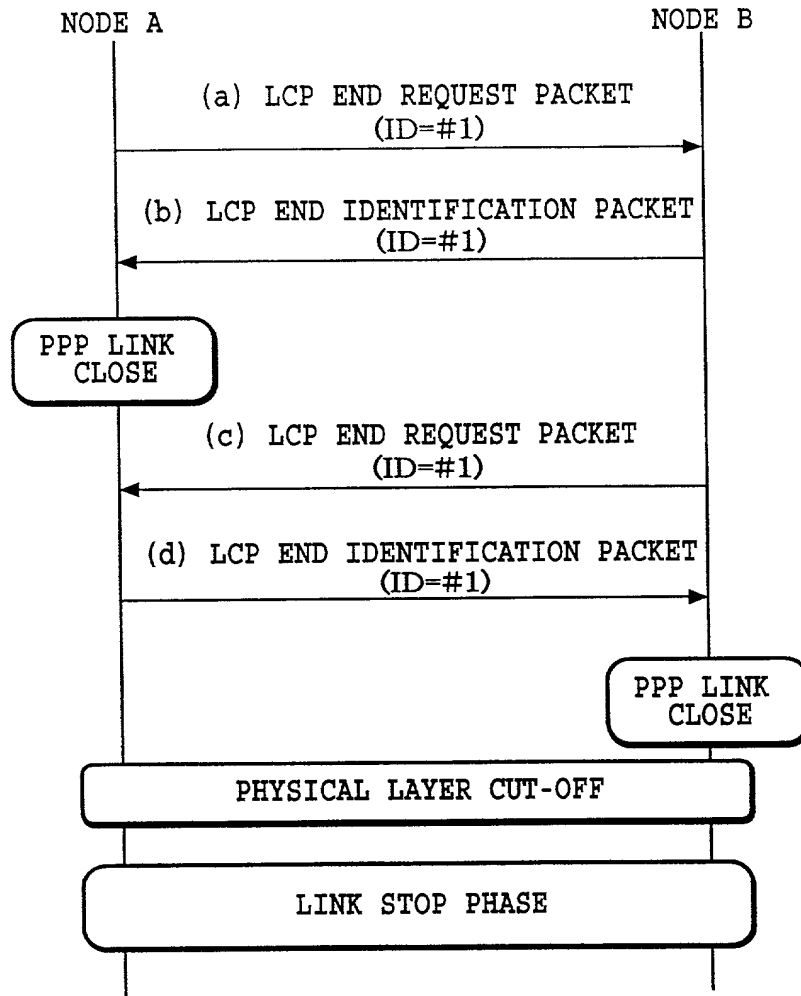 NODE A
NODE B
(a) LCP END REQUEST PACKET
(ID=#1)
(b) LCP END IDENTIFICATION PACKET
(ID=#1)
PPP LINK
CLOSE
(c) LCP END REQUEST PACKET
(ID=#1)
(d) LCP END IDENTIFICATION PACKET
(ID=#1)
PPP LINK
CLOSE
PHYSICAL LAYER CUT-OFF
LINK STOP PHASE